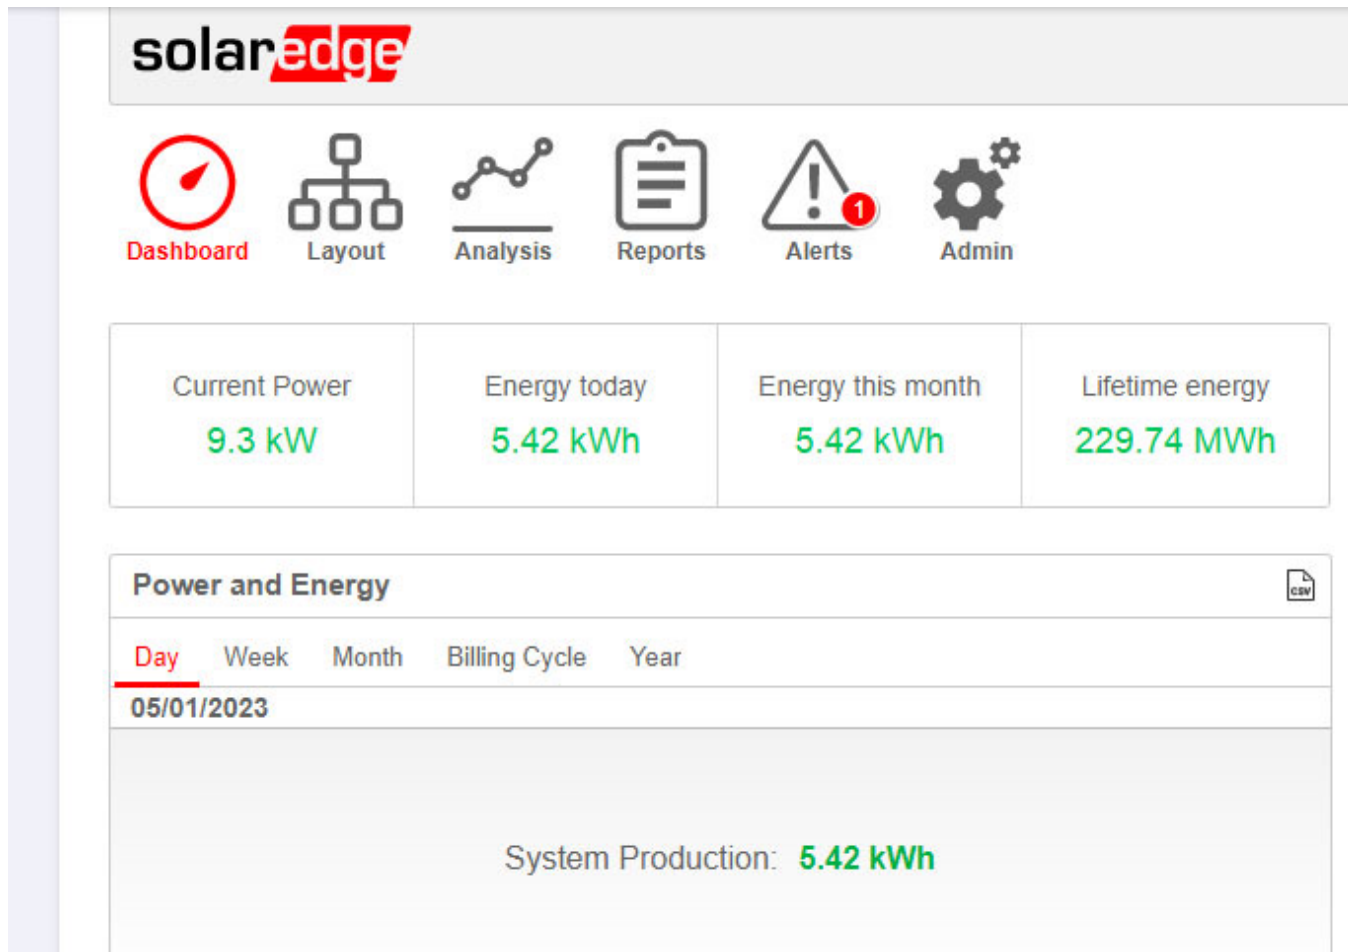 solaredge
1
Dashboard Layout Analysis Reports Alerts Admin
Current Power Energy today Energy this month Lifetime energy
9.3 kW 5.42 kWh 5.42 kWh 229.74 MWh
Power and Energy
CSV
Day Week Month Billing Cycle Year
05/01/2023
System Production: 5.42 kWh